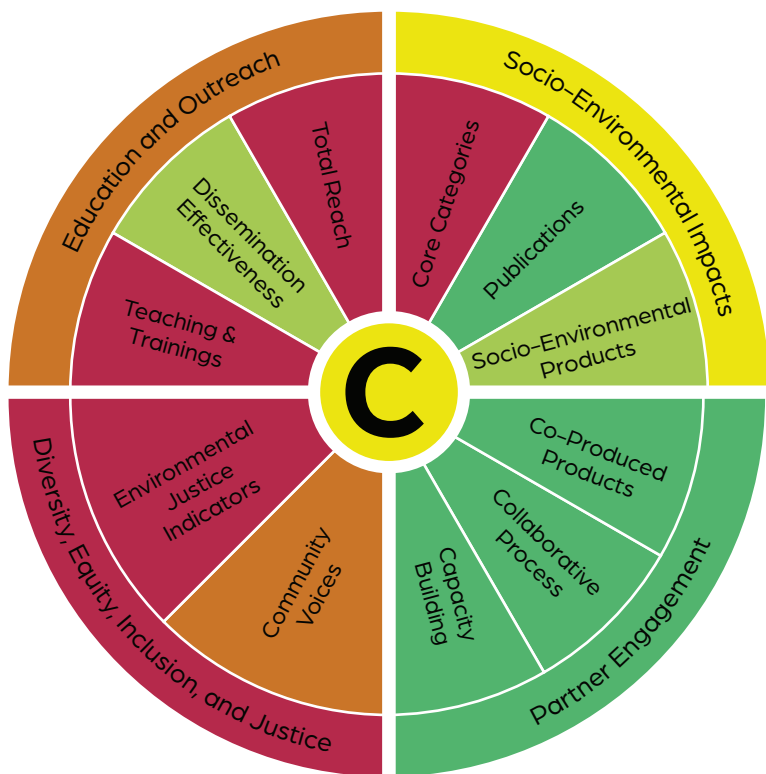 Education and Outreach
Total Reach
Dissemination
Effectiveness
Teaching &
Trainings
Socio-Environmental Impacts
Core Categories
Publications
Socio-Environmental
Products
C
Diversity, Equity, Inclusion, and Justice
Environmental
Justice
Indicators
Community
Voices
Partner Engagement
Co-Produced
Products
Collaborative
Process
Capacity
Building